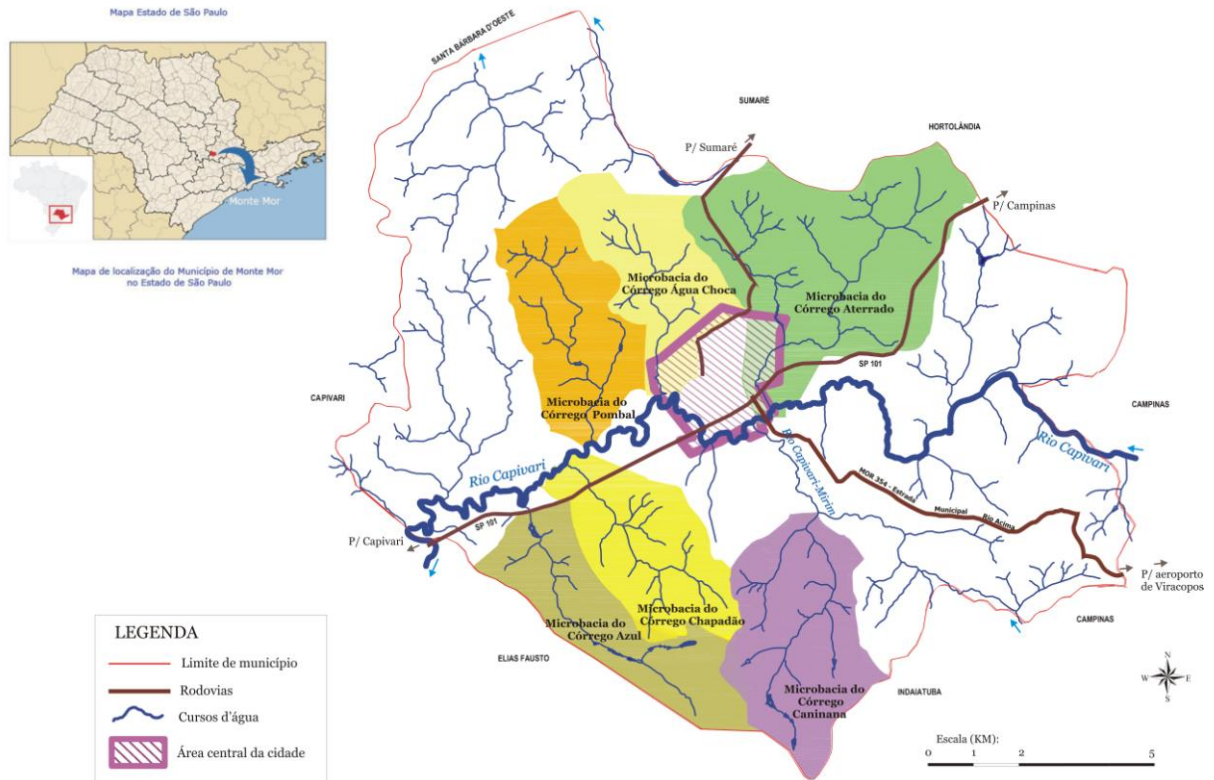 Mapa Estado de São Paulo
Monte Mor
Mapa de localização do Município de Monte Mor
no Estado de São Paulo
SANTA BÁRBARA D'OESTE
SUMARÉ
HORTOLÂNDIA
P/ Sumaré
P/ Campinas
Microbacia do
Córrego Água Choca
Microbacia do
Córrego Aterrado
SP 101
CAPIVARI
Microbacia do
Córrego Pombal
CAMPINAS
Rio Capivari
Rio Capivari
Rio Capivari-Mirim
MOR 354 - Estrada Municipal Rio Acima
SP 101
P/ Capivari
P/ aeroporto
de Viracopos
CAMPINAS
Microbacia do
Córrego Chapadão
Microbacia do
Córrego Azul
ELIAS FAUSTO
Microbacia do
Córrego
Caninana
INDAIATUBA
LEGENDA
Limite de município
Rodovias
Cursos d'água
Área central da cidade
N
W E
S
Escala (KM):
0 1 2 5